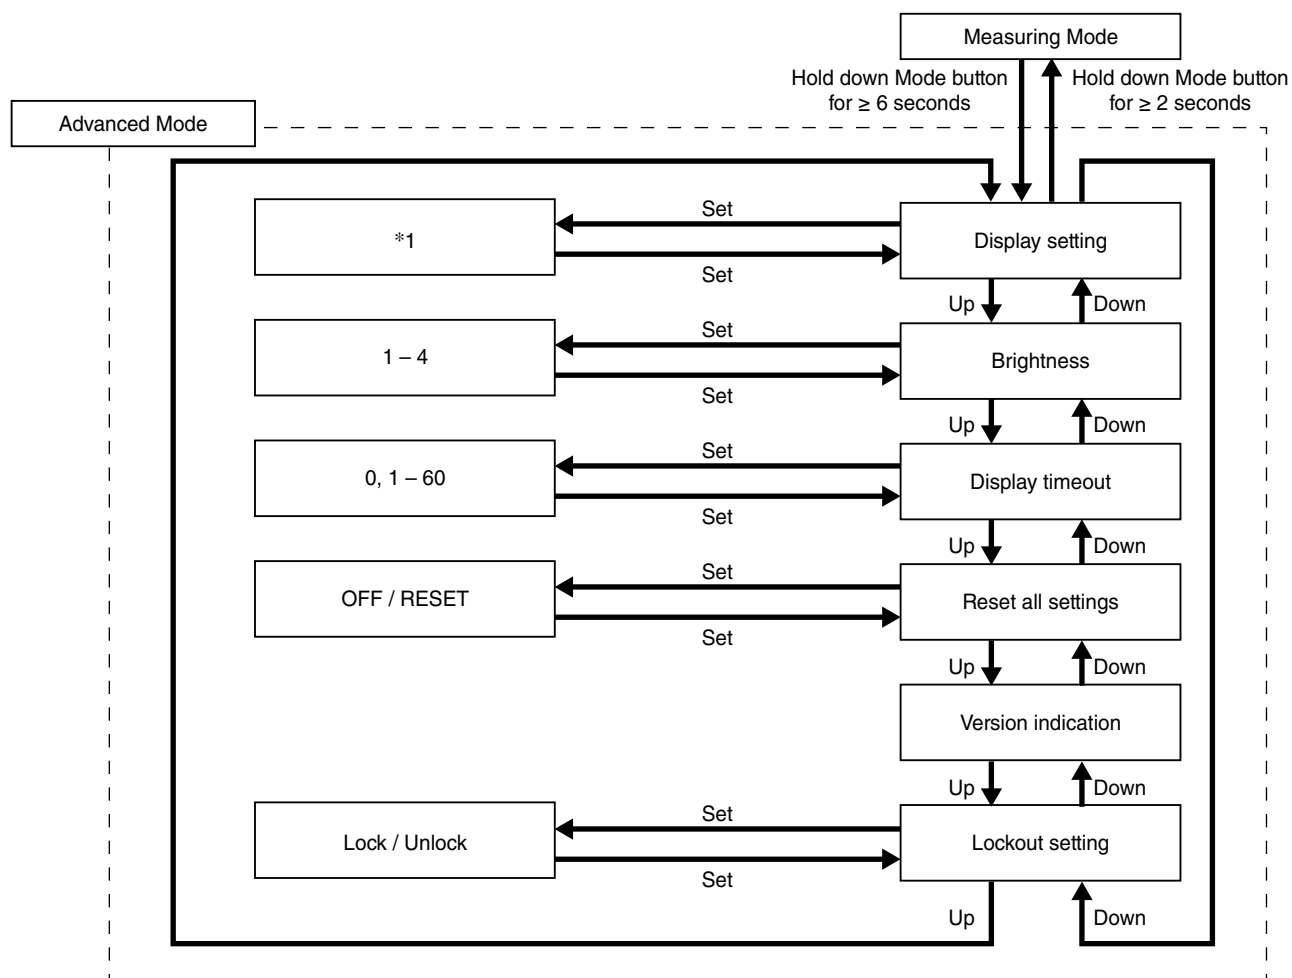 Measuring Mode
Hold down Mode button
for ≥ 6 seconds
Hold down Mode button
for ≥ 2 seconds
Advanced Mode
*1
Set
Set
Display setting
Up
Down
1 – 4
Set
Set
Brightness
Up
Down
0, 1 – 60
Set
Set
Display timeout
Up
Down
OFF / RESET
Set
Set
Reset all settings
Up
Down
Version indication
Up
Down
Lock / Unlock
Set
Set
Lockout setting
Up
Down